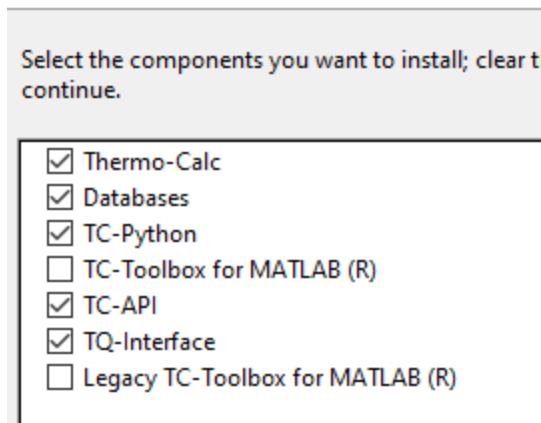 Select the components you want to install; clear
continue.
Thermo-Calc
Databases
TC-Python
TC-Toolbox for MATLAB (R)
TC-API
TQ-Interface
Legacy TC-Toolbox for MATLAB (R)